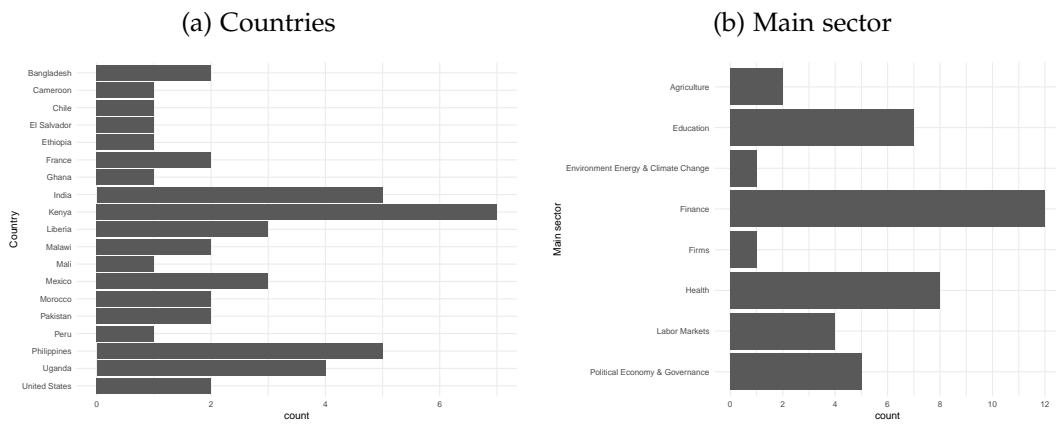 (a) Countries
Country
Bangladesh
Cameroon
Chile
El Salvador
Ethiopia
France
Ghana
India
Kenya
Liberia
Malawi
Mali
Mexico
Morocco
Pakistan
Peru
Philippines
Uganda
United States
0 2 4 6
count
(b) Main sector
Main sector
Agriculture
Education
Environment Energy & Climate Change
Finance
Firms
Health
Labor Markets
Political Economy & Governance
0 2 4 6 8 10 12
count